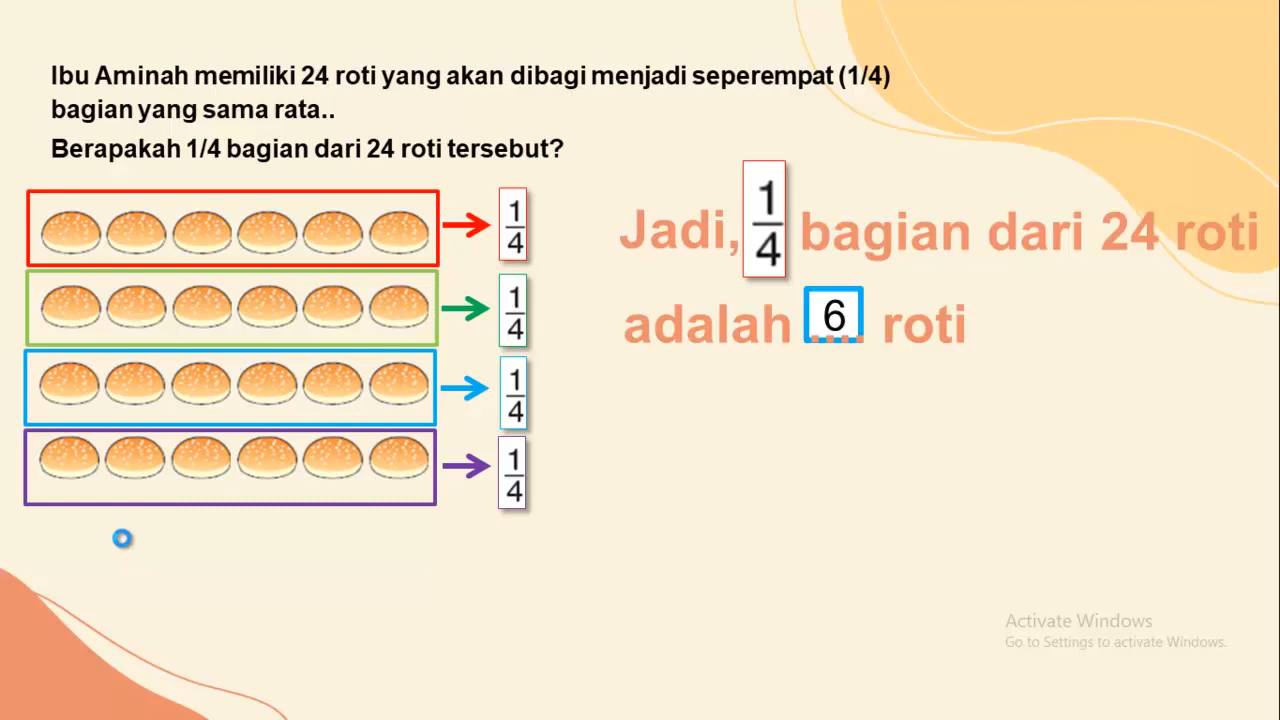 Ibu Aminah memiliki 24 roti yang akan dibagi menjadi seperempat (1/4)
bagian yang sama rata..
Berapakah 1/4 bagian dari 24 roti tersebut?
1/4
1/4
1/4
1/4
Jadi, 1/4 bagian dari 24 roti
adalah 6 .... roti
Activate Windows
Go to Settings to activate Windows.